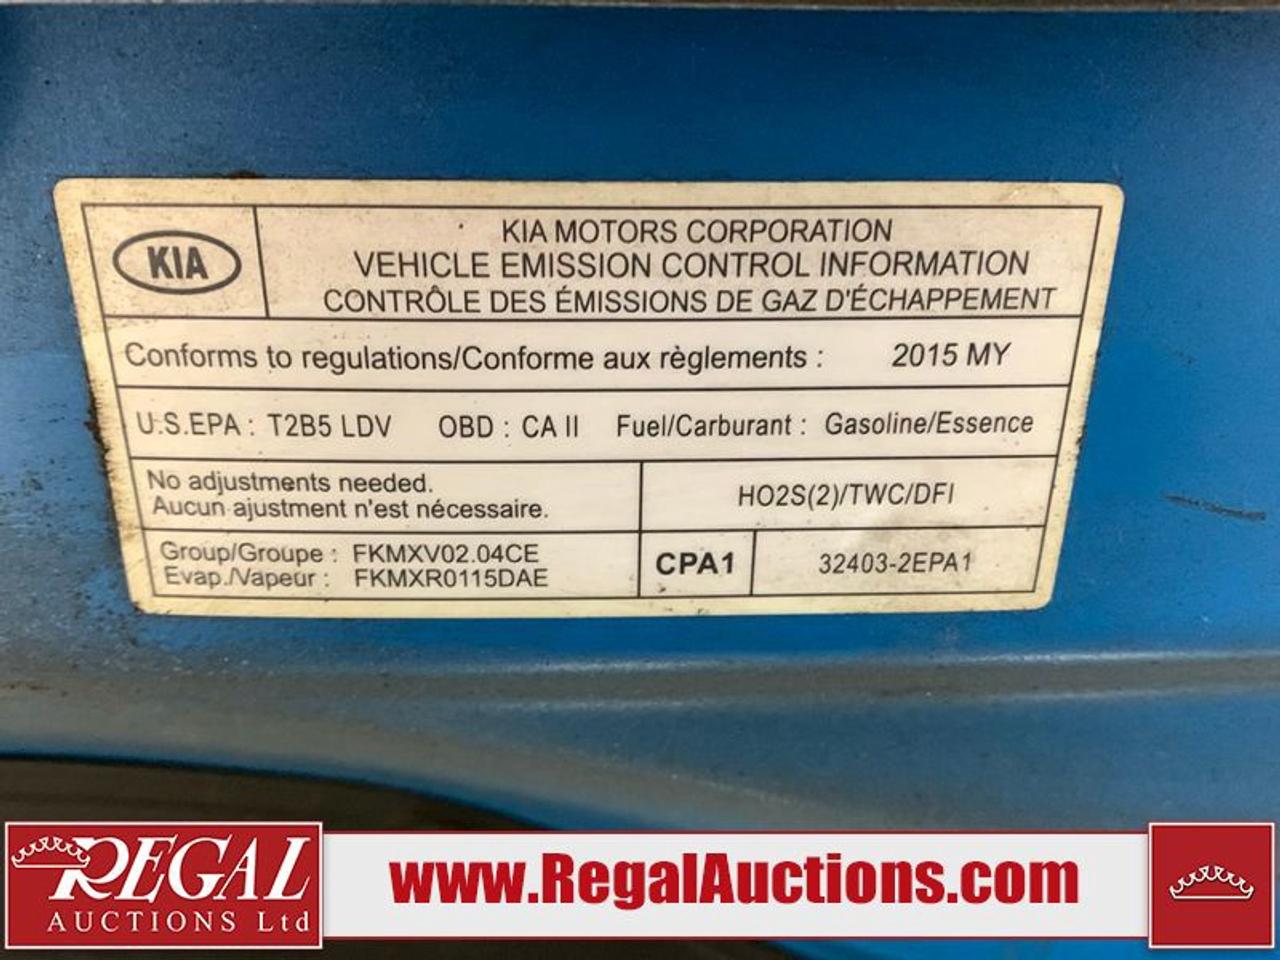 KIA
KIA MOTORS CORPORATION
VEHICLE EMISSION CONTROL INFORMATION
CONTRÔLE DES ÉMISSIONS DE GAZ D'ÉCHAPPEMENT
Conforms to regulations/Conforme aux règlements : 2015 MY
U.S.EPA : T2B5 LDV OBD : CA II Fuel/Carburant : Gasoline/Essence
No adjustments needed.
Aucun ajustment n'est nécessaire.
HO2S(2)/TWC/DFI
Group/Groupe : FKMXV02.04CE
Evap./Vapeur : FKMXR0115DAE
CPA1
32403-2EPA1
REGAL
AUCTIONS Ltd
www.RegalAuctions.com